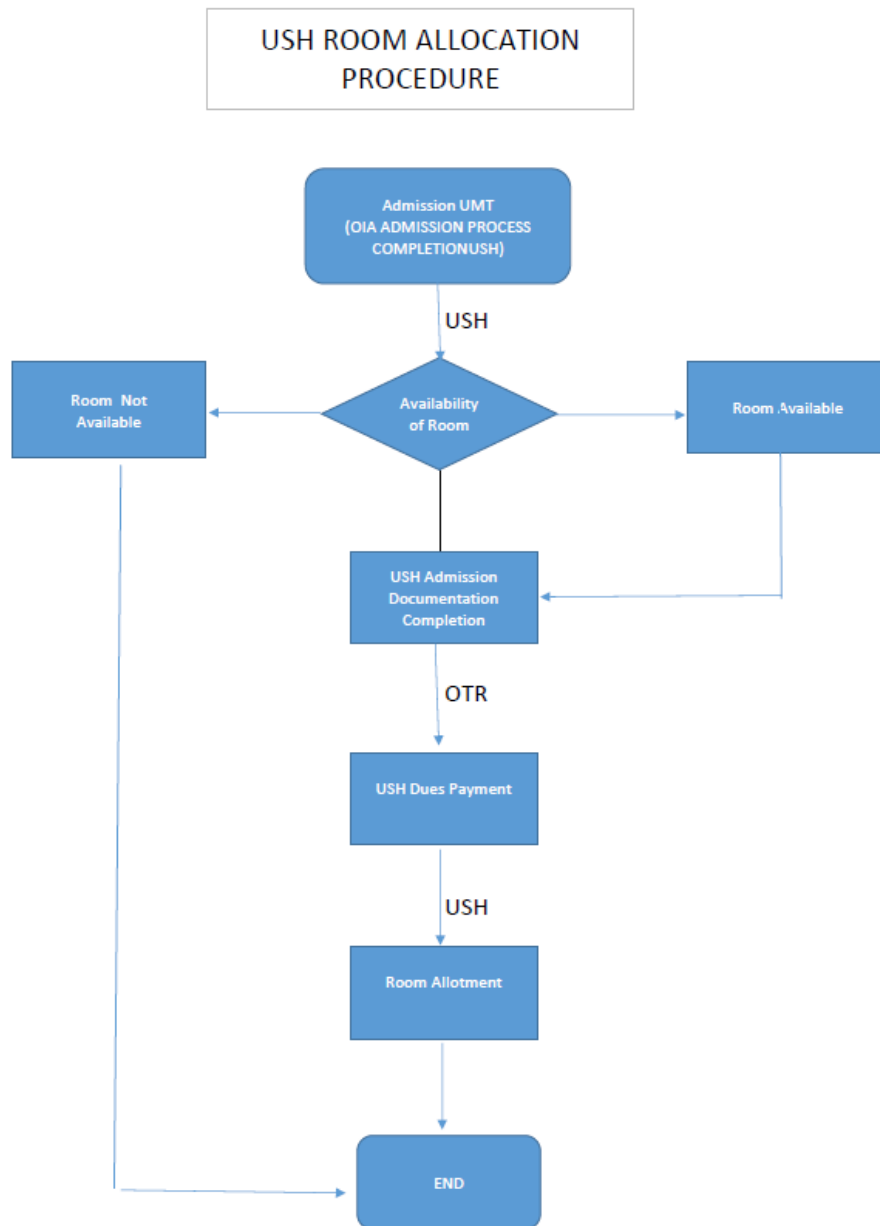 USH ROOM ALLOCATION
PROCEDURE
Admission UMT
(OIA ADMISSION PROCESS
COMPLETIONUSH)
USH
Room Not
Available
Availability
of Room
Room Available
USH Admission
Documentation
Completion
OTR
USH Dues Payment
USH
Room Allotment
END